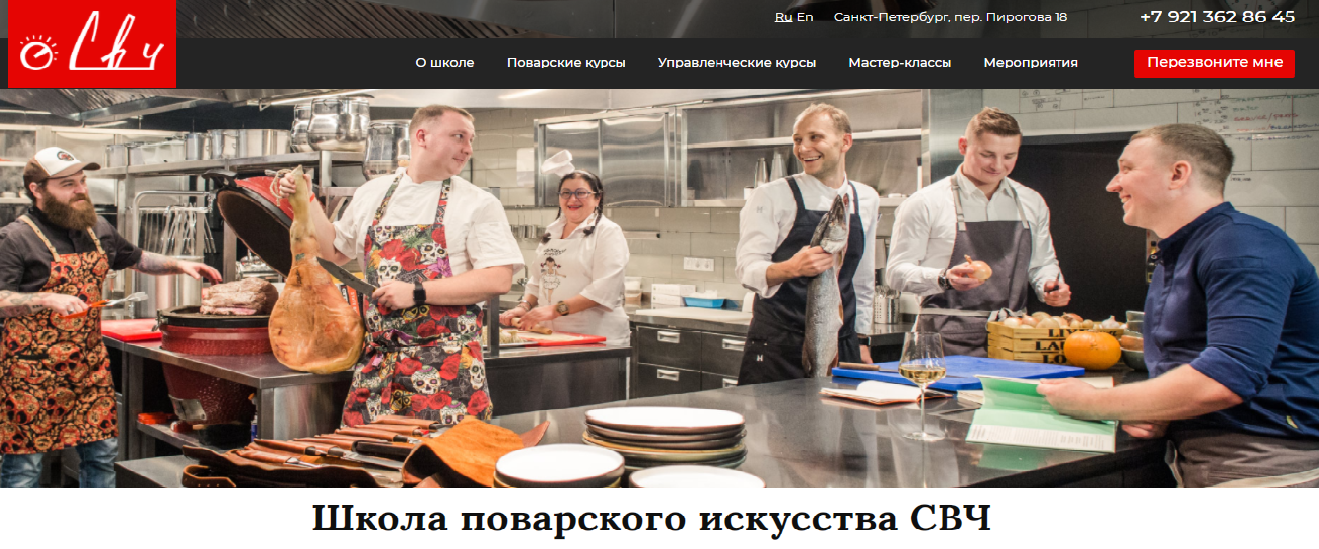 Свч
Ru En Санкт-Петербург, пер. Пирогова 18 +7 921 362 86 45
О школе Поварские курсы Управленческие курсы Мастер-классы Мероприятия Перезвоните мне
Школа поварского искусства СВЧ